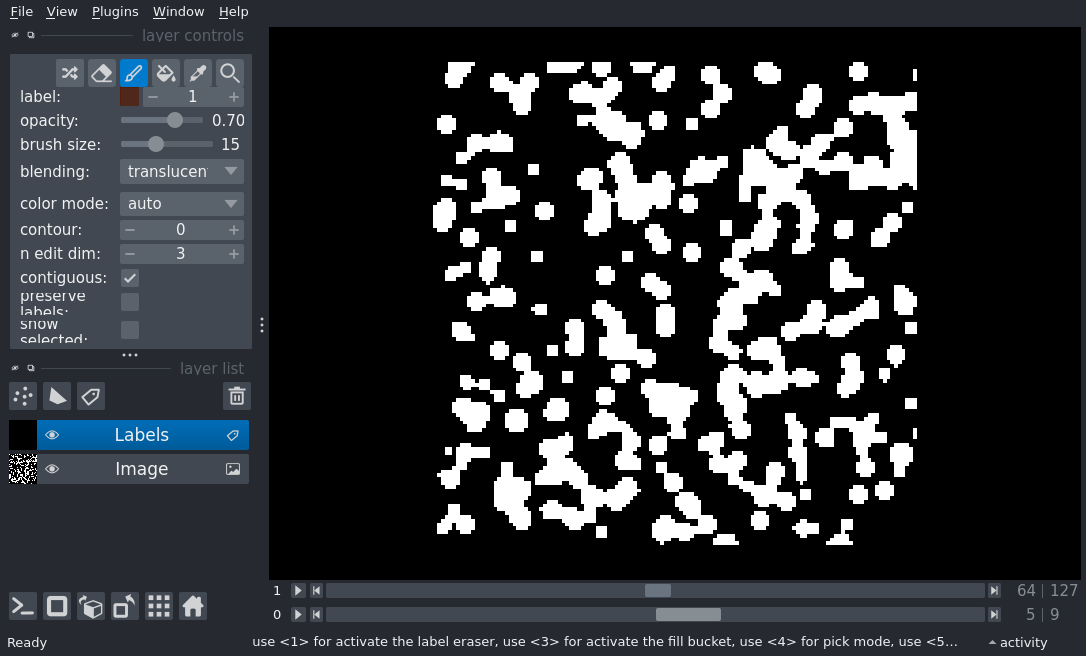 File View Plugins Window Help
layer controls
label: 1
opacity: 0.70
brush size: 15
blending: translucen
color mode: auto
contour: 0
n edit dim: 3
contiguous:
preserve
labels:
show
selected:
layer list
Labels
Image
1 64 | 127
0 5 | 9
Ready use <1> for activate the label eraser, use <3> for activate the fill bucket, use <4> for pick mode, use <5... activity